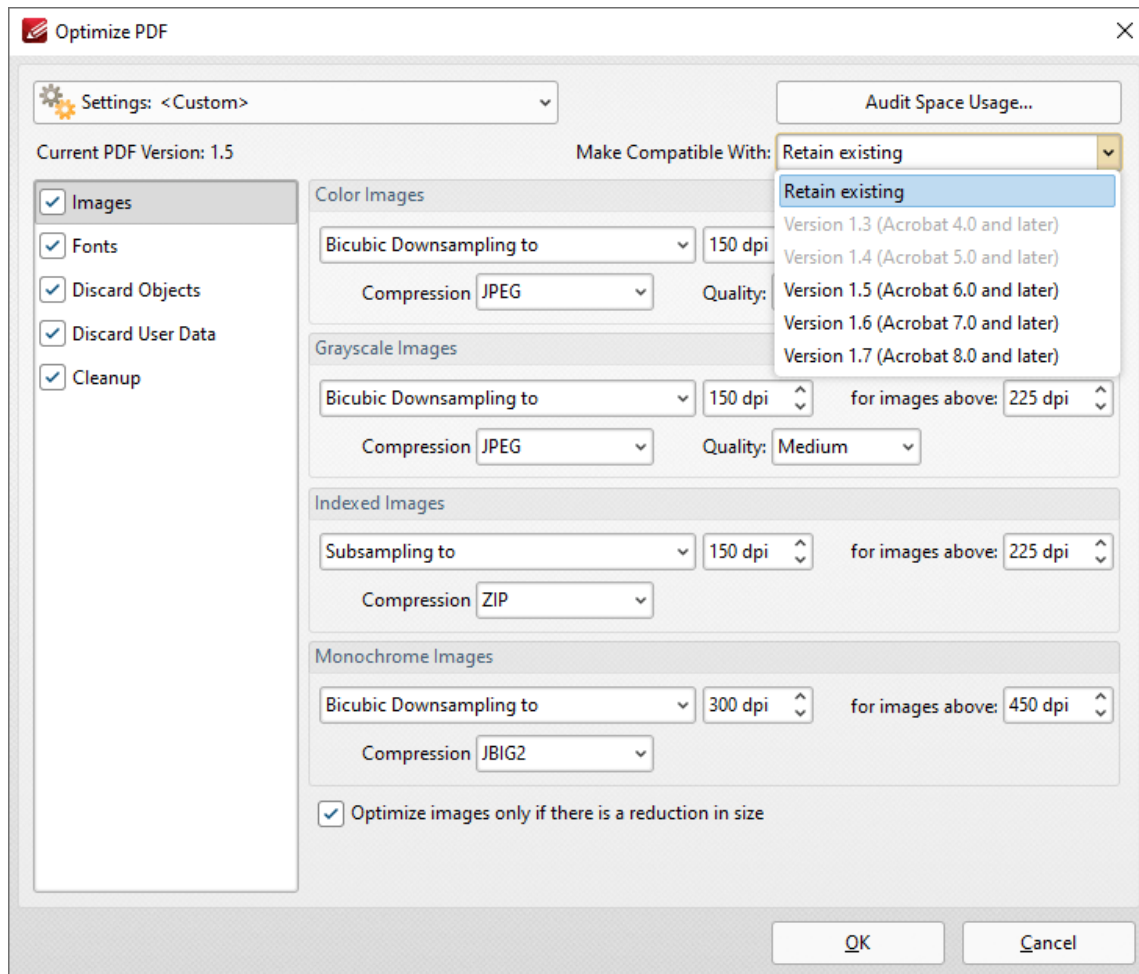 Optimize PDF
Settings: <Custom>
Audit Space Usage...
Current PDF Version: 1.5
Make Compatible With: Retain existing
Retain existing
Version 1.3 (Acrobat 4.0 and later)
Version 1.4 (Acrobat 5.0 and later)
Version 1.5 (Acrobat 6.0 and later)
Version 1.6 (Acrobat 7.0 and later)
Version 1.7 (Acrobat 8.0 and later)
Images
Fonts
Discard Objects
Discard User Data
Cleanup
Color Images
Bicubic Downsampling to 150 dpi
Compression JPEG Quality:
Grayscale Images
Bicubic Downsampling to 150 dpi for images above: 225 dpi
Compression JPEG Quality: Medium
Indexed Images
Subsampling to 150 dpi for images above: 225 dpi
Compression ZIP
Monochrome Images
Bicubic Downsampling to 300 dpi for images above: 450 dpi
Compression JBIG2
Optimize images only if there is a reduction in size
OK Cancel